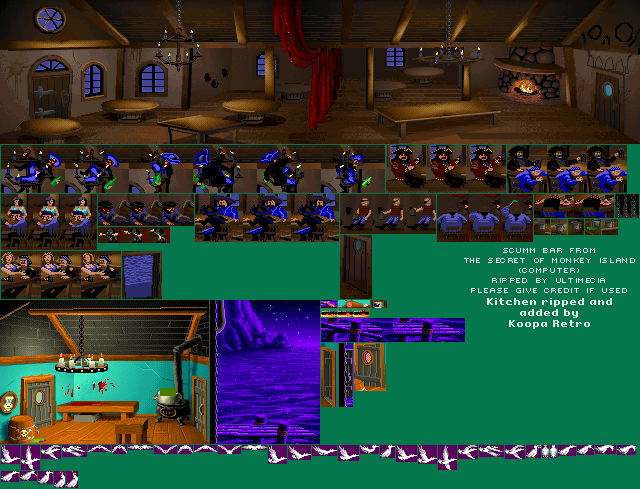 SCUMM BAR FROM
THE SECRET OF MONKEY ISLAND
(COMPUTER)
RIPPED BY ULTIMECIA
PLEASE GIVE CREDIT IF USED
Kitchen ripped and
added by
Koopa Retro